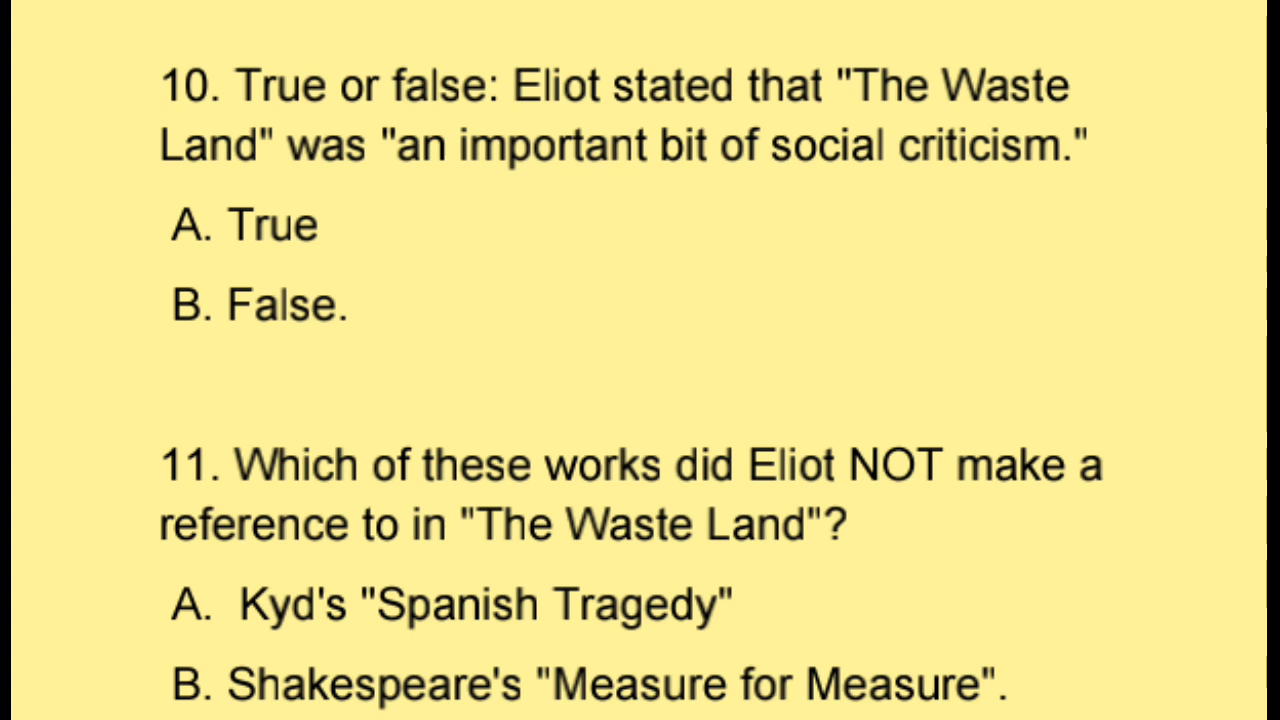 10. True or false: Eliot stated that "The Waste
Land" was "an important bit of social criticism."
A. True
B. False.
11. Which of these works did Eliot NOT make a
reference to in "The Waste Land"?
A. Kyd's "Spanish Tragedy"
B. Shakespeare's "Measure for Measure".